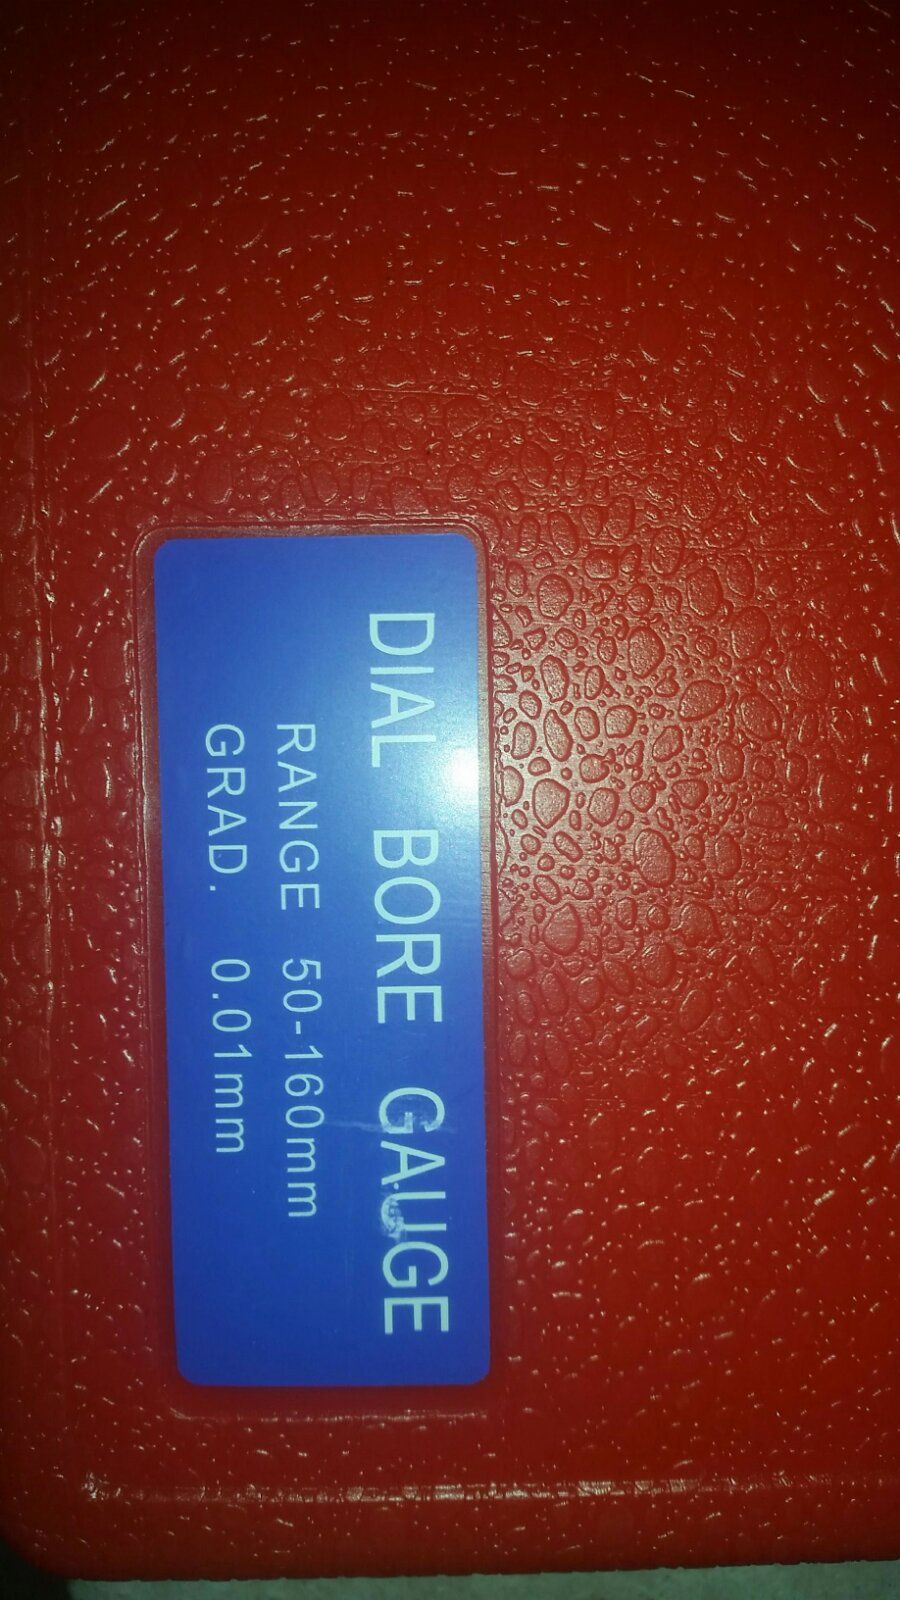 DIAL BORE GAUGE
RANGE 50-160mm
GRAD. 0.01mm